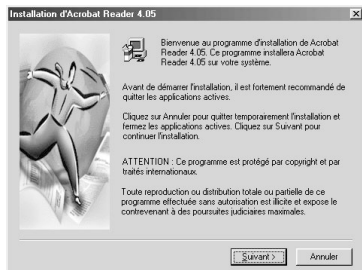 Installation d'Acrobat Reader 4.05
Bienvenue au programme d'installation de Acrobat
Reader 4.05. Ce programme installera Acrobat
Reader 4.05 sur votre système.
Avant de démarrer l'installation, il est fortement recommandé de
quitter les applications actives.
Cliquez sur Annuler pour quitter temporairement l'installation et
fermez les applications actives. Cliquez sur Suivant pour
continuer l'installation.
ATTENTION : Ce programme est protégé par copyright et par
traités internationaux.
Toute reproduction ou distribution totale ou partielle de ce
programme effectuée sans autorisation est illicite et expose le
contrevenant à des poursuites judiciaires maximales.
Suivant >
Annuler